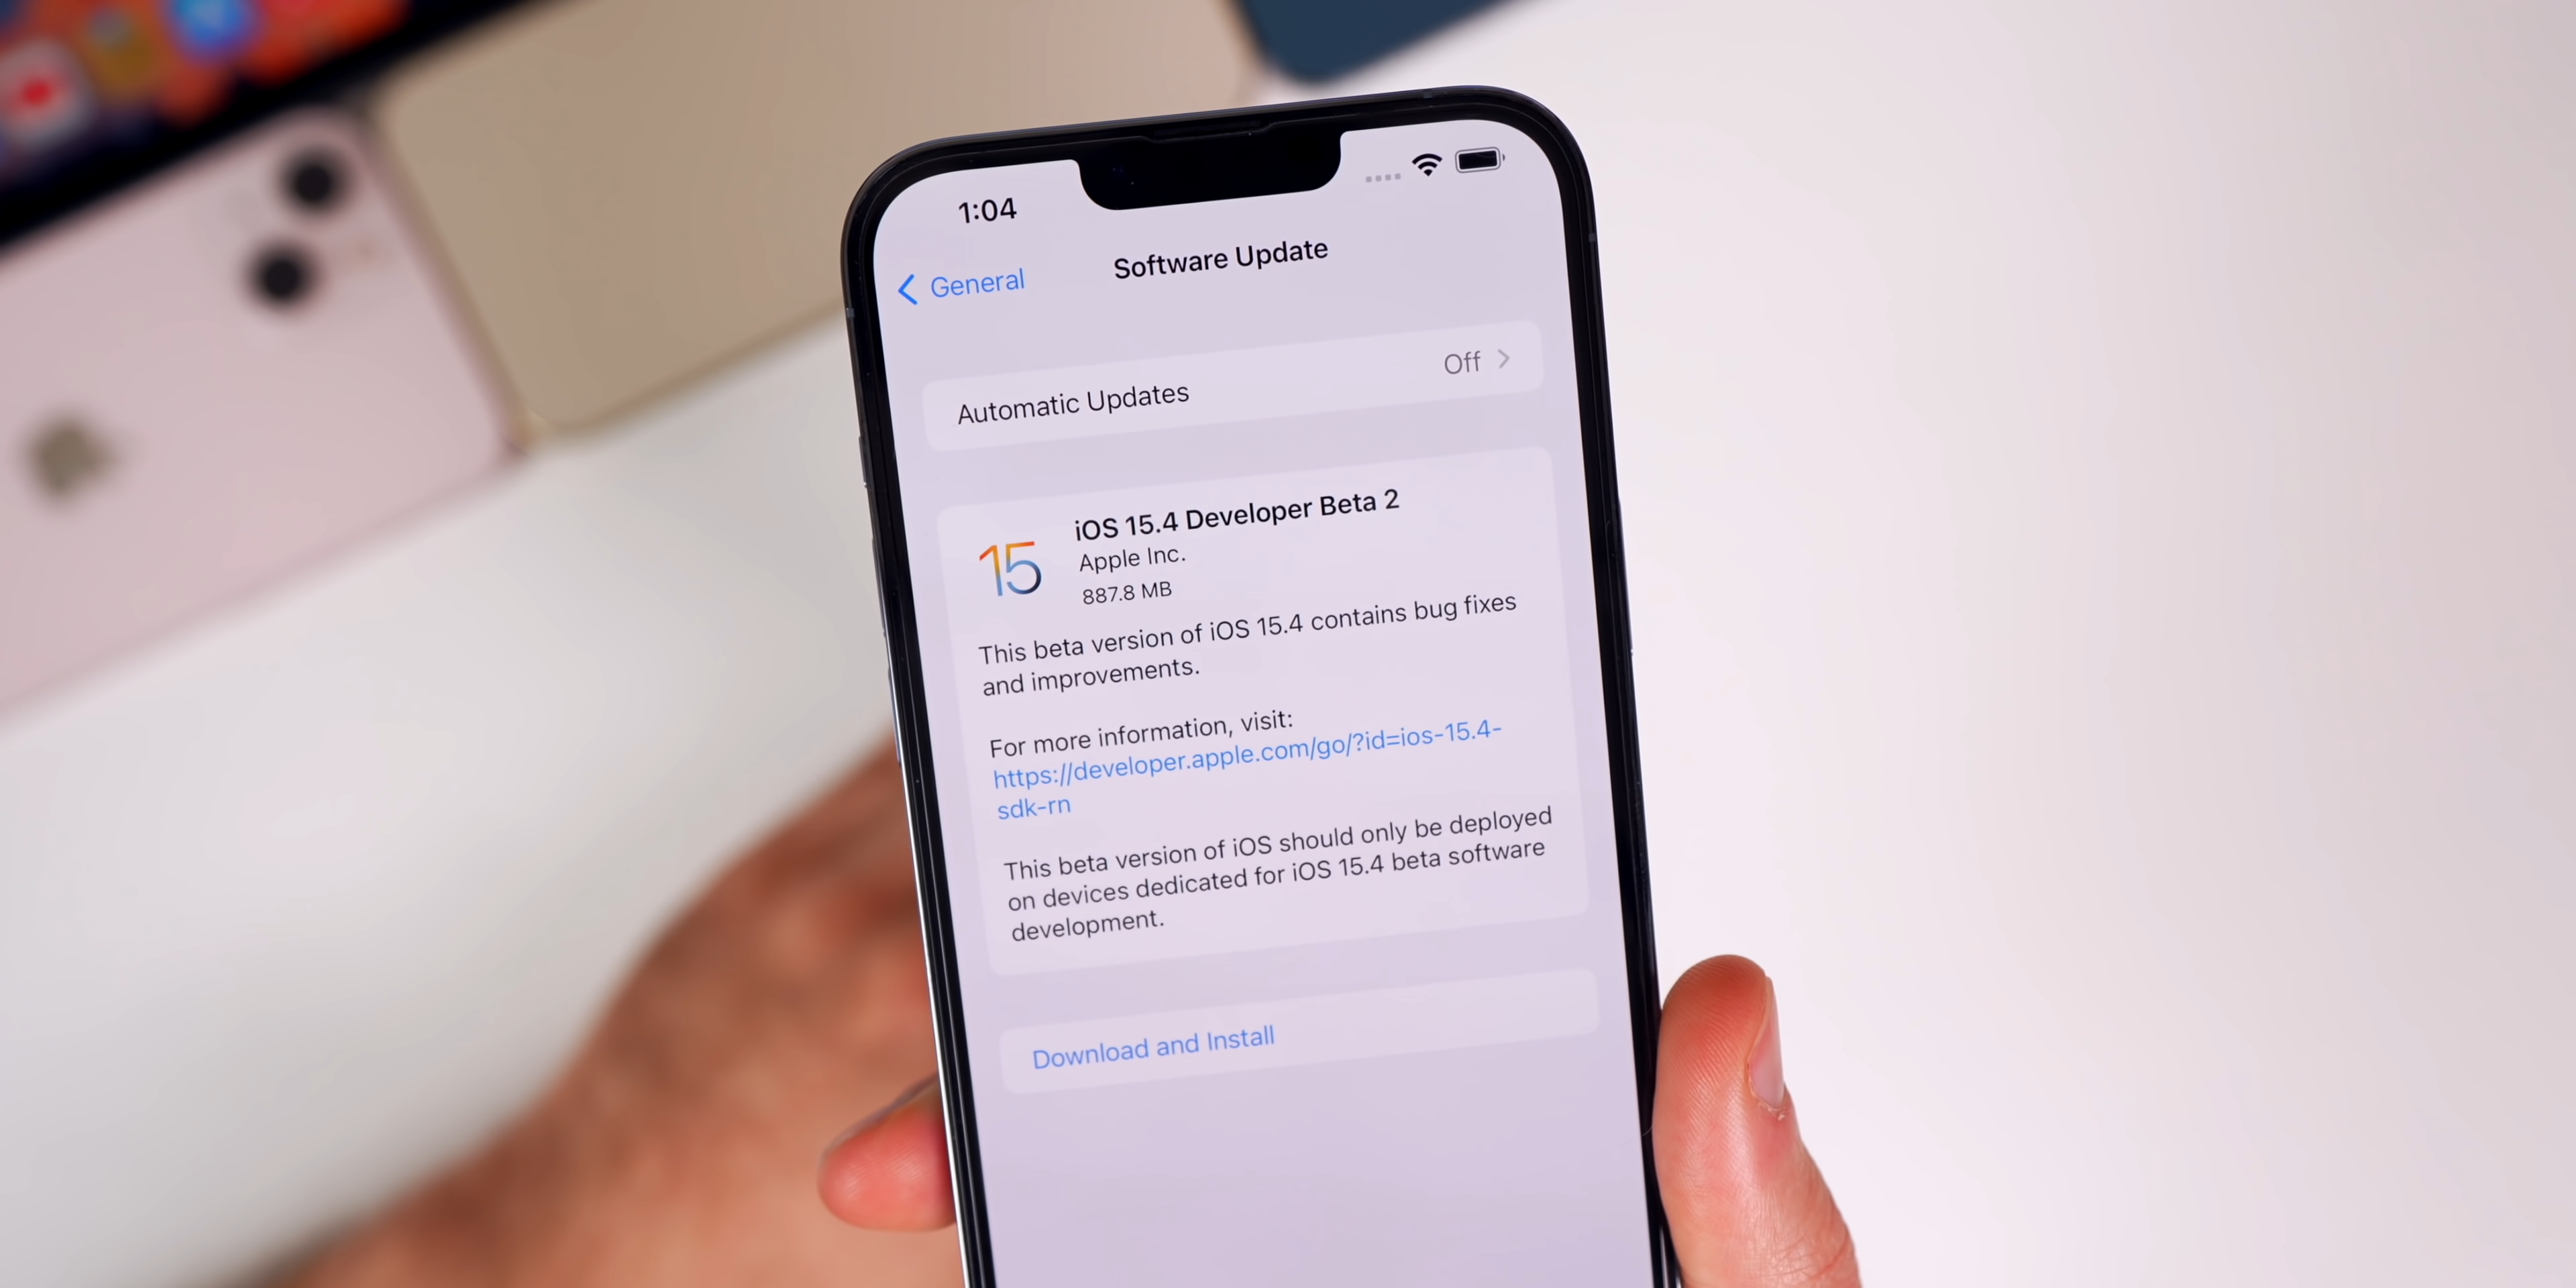 1:04
General
Software Update
Automatic Updates
Off
15
iOS 15.4 Developer Beta 2
Apple Inc.
887.8 MB
This beta version of iOS 15.4 contains bug fixes
and improvements.
For more information, visit:
https://developer.apple.com/go/?id=ios-15.4-
sdk-rn
This beta version of iOS should only be deployed
on devices dedicated for iOS 15.4 beta software
development.
Download and Install